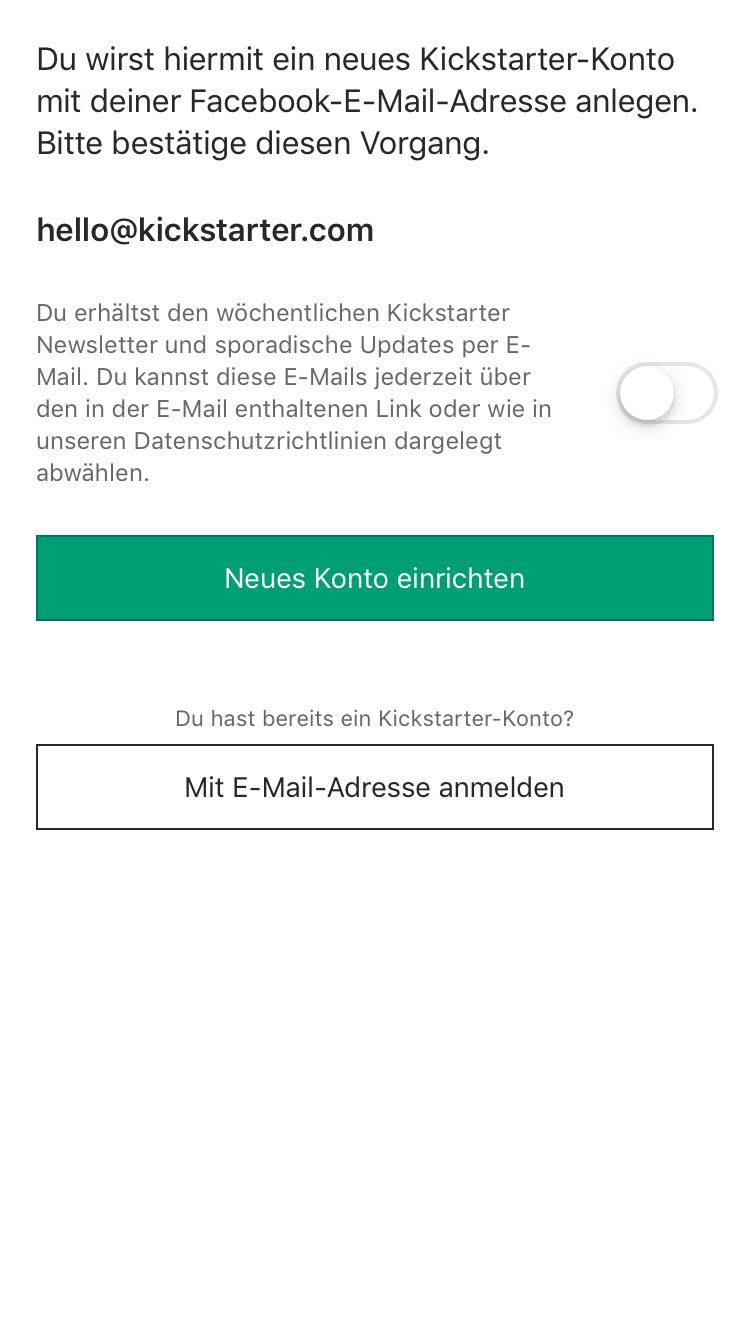 Du wirst hiermit ein neues Kickstarter-Konto
mit deiner Facebook-E-Mail-Adresse anlegen.
Bitte bestätige diesen Vorgang.
hello@kickstarter.com
Du erhältst den wöchentlichen Kickstarter
Newsletter und sporadische Updates per E-
Mail. Du kannst diese E-Mails jederzeit über
den in der E-Mail enthaltenen Link oder wie in
unseren Datenschutzrichtlinien dargelegt
abwählen.
Neues Konto einrichten
Du hast bereits ein Kickstarter-Konto?
Mit E-Mail-Adresse anmelden